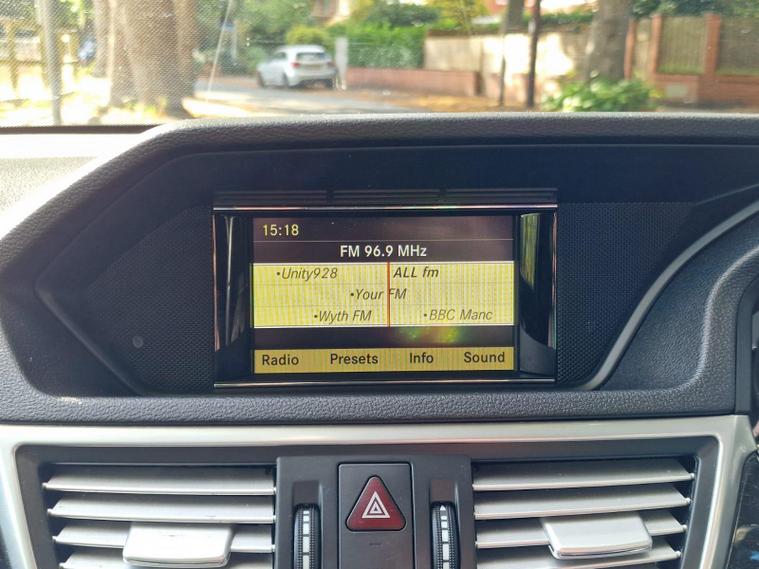 15:18
FM 96.9 MHz
•Unity928 ALL fm
•Your FM
•Wyth FM •BBC Manc
Radio Presets Info Sound